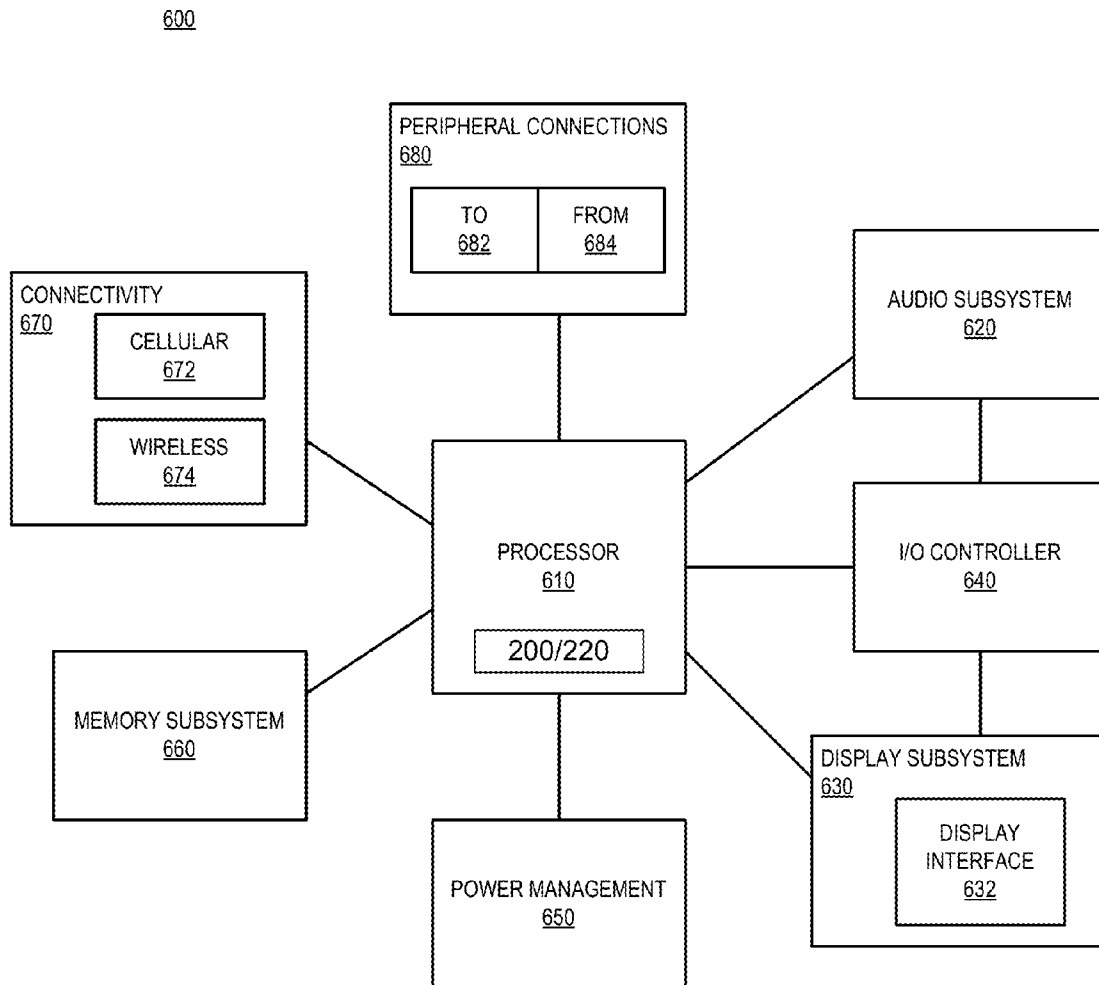 600
PERIPHERAL CONNECTIONS
680
TO
682
FROM
684
CONNECTIVITY
670
CELLULAR
672
WIRELESS
674
AUDIO SUBSYSTEM
620
PROCESSOR
610
200/220
I/O CONTROLLER
640
MEMORY SUBSYSTEM
660
DISPLAY SUBSYSTEM
630
DISPLAY
INTERFACE
632
POWER MANAGEMENT
650